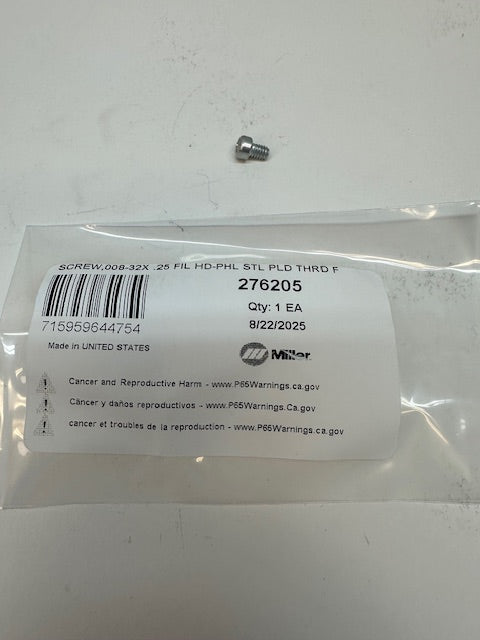 SCREW,008-32X .25 FIL HD-PHL STL PLD THRD F
276205
Qty: 1 EA
715959644754
8/22/2025
Made in UNITED STATES
Miller.
Cancer and Reproductive Harm - www.P65Warnings.ca.gov
Cáncer y daños reproductivos - www.P65Warnings.Ca.gov
cancer et troubles de la reproduction - www.P65Warnings.ca.gov